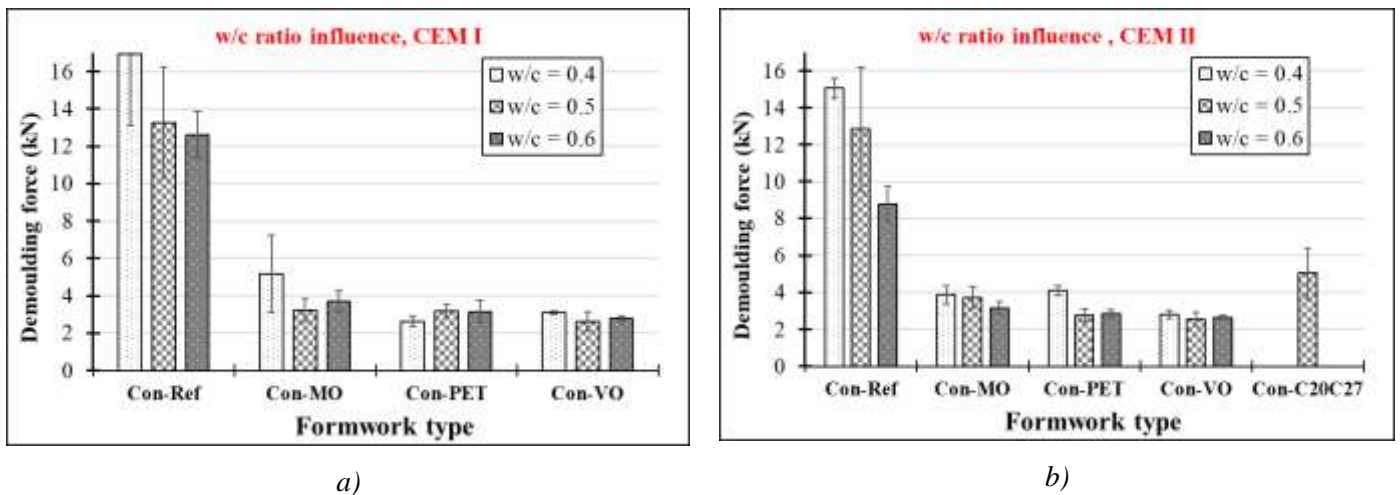 w/c ratio influence, CEM I
w/c = 0.4
w/c = 0.5
w/c = 0.6
Demoulding force (kN)
16
14
12
10
8
6
4
2
0
Con-Ref Con-MO Con-PET Con-VO
Formwork type
a)
w/c ratio influence , CEM II
w/c = 0.4
w/c = 0.5
w/c = 0.6
Demoulding force (kN)
16
14
12
10
8
6
4
2
0
Con-Ref Con-MO Con-PET Con-VO Con-C20C27
Formwork type
b)